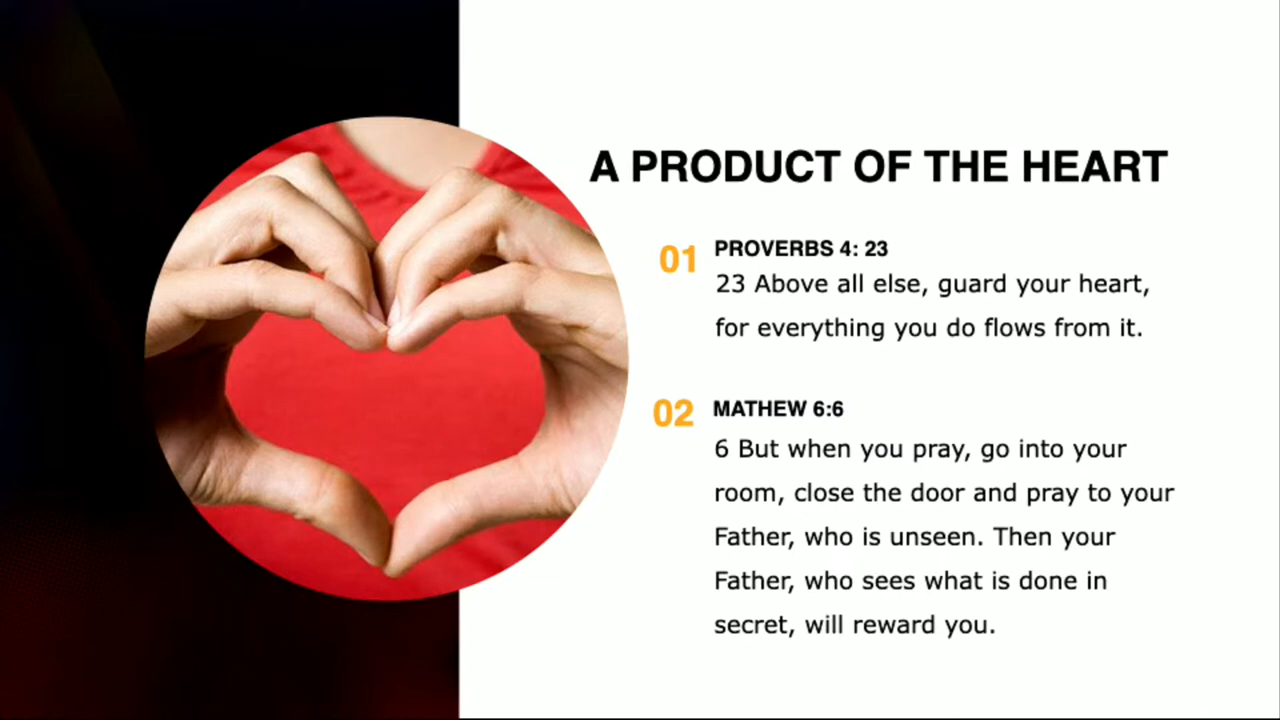 A PRODUCT OF THE HEART
01 PROVERBS 4: 23
23 Above all else, guard your heart,
for everything you do flows from it.
02 MATHEW 6:6
6 But when you pray, go into your
room, close the door and pray to your
Father, who is unseen. Then your
Father, who sees what is done in
secret, will reward you.